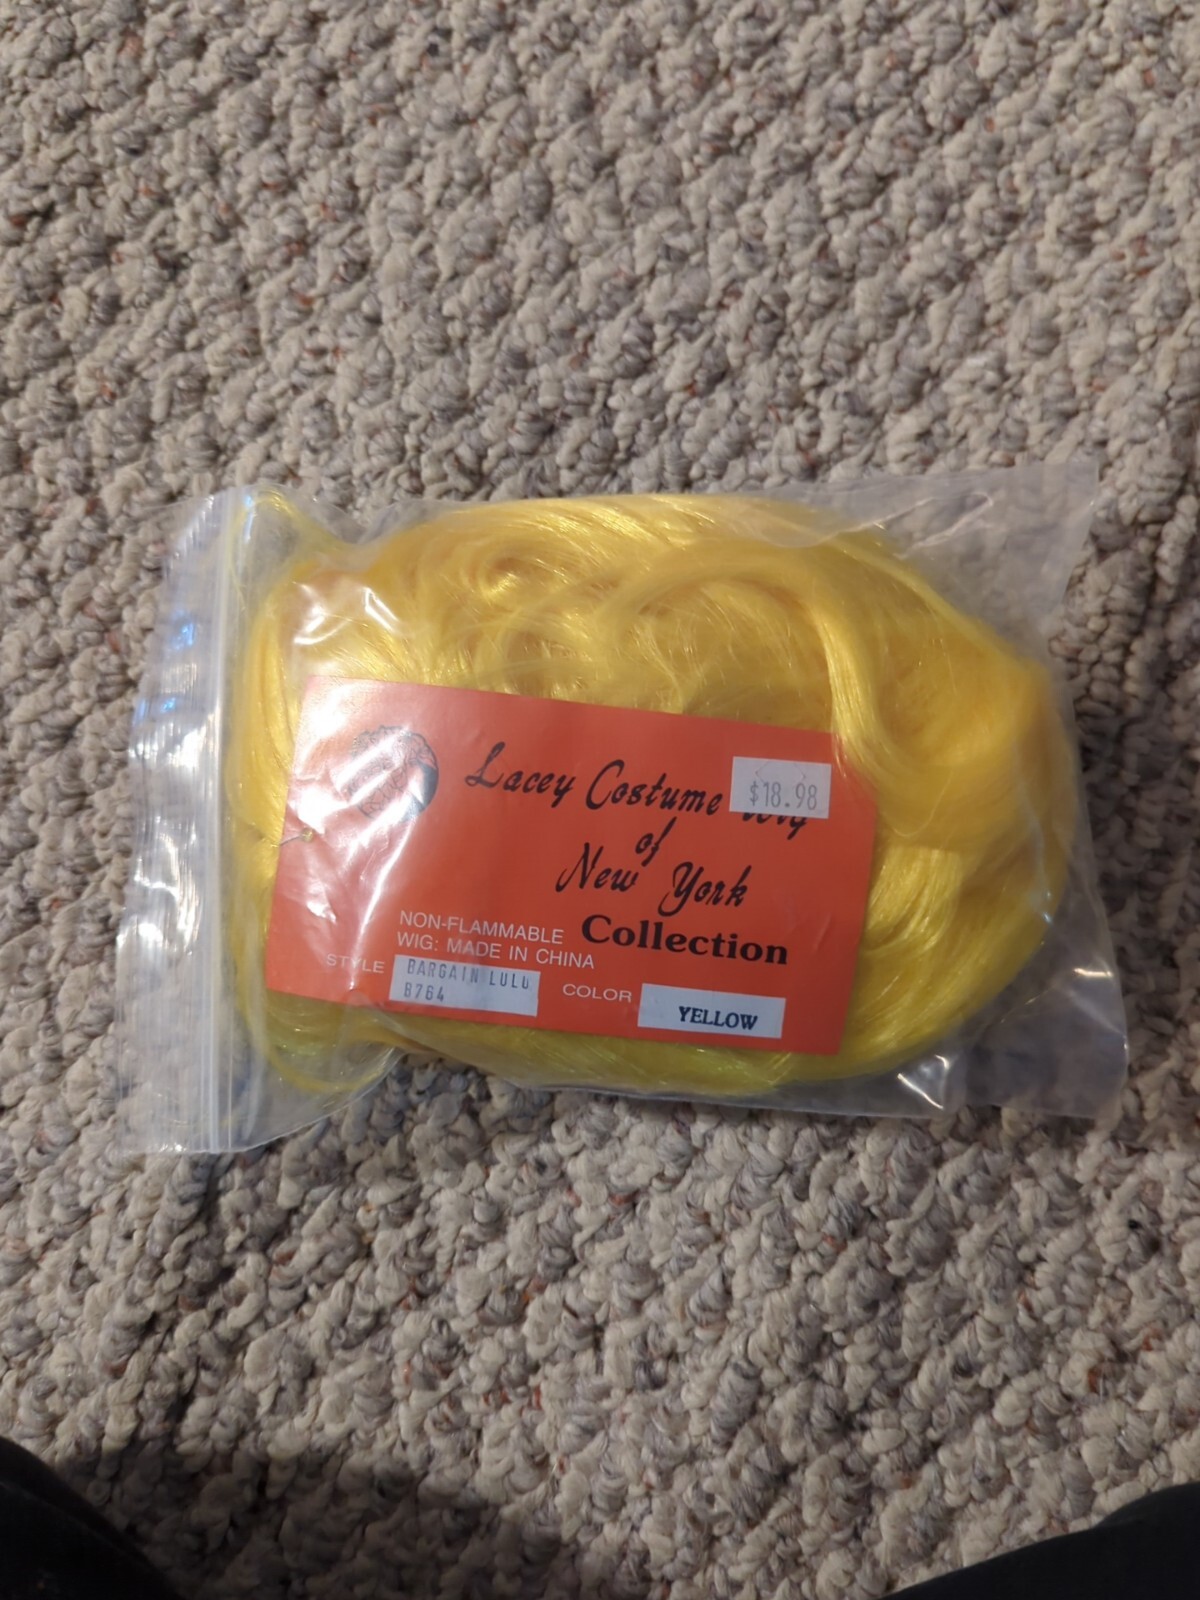 Lacey Costume Wig
$18.98
of
New York
Collection
NON-FLAMMABLE
WIG: MADE IN CHINA
STYLE BARGAIN LULU
B764
COLOR YELLOW